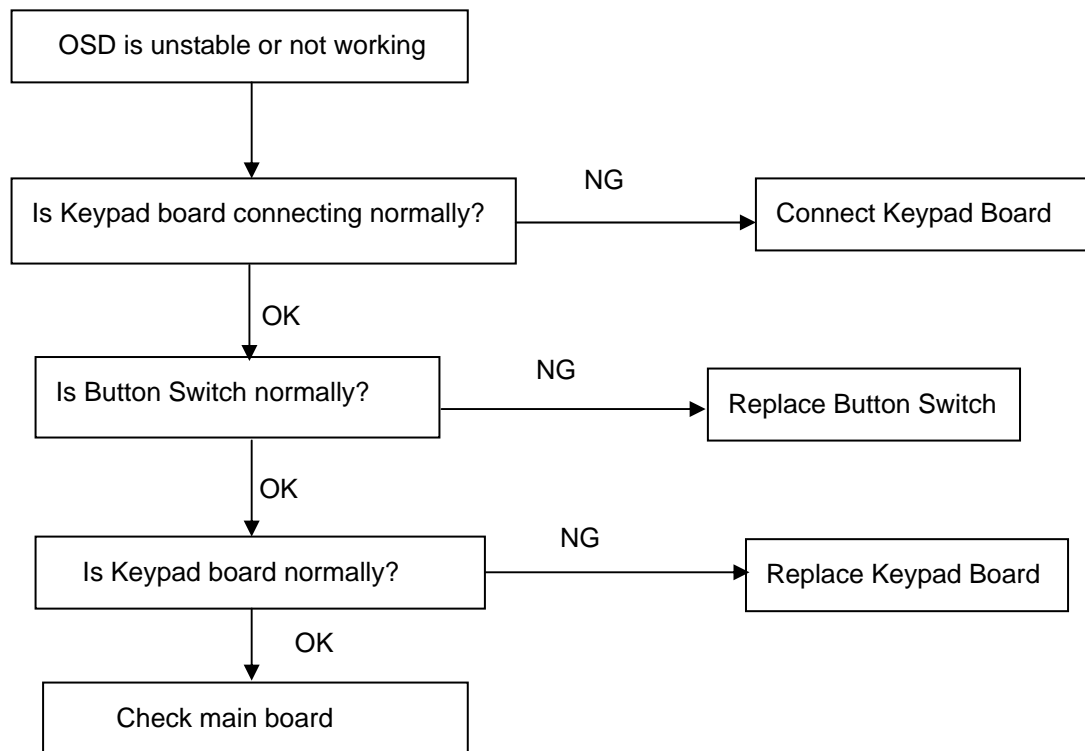 OSD is unstable or not working
NG
Is Keypad board connecting normally?
Connect Keypad Board
OK
NG
Is Button Switch normally?
Replace Button Switch
OK
NG
Is Keypad board normally?
Replace Keypad Board
OK
Check main board